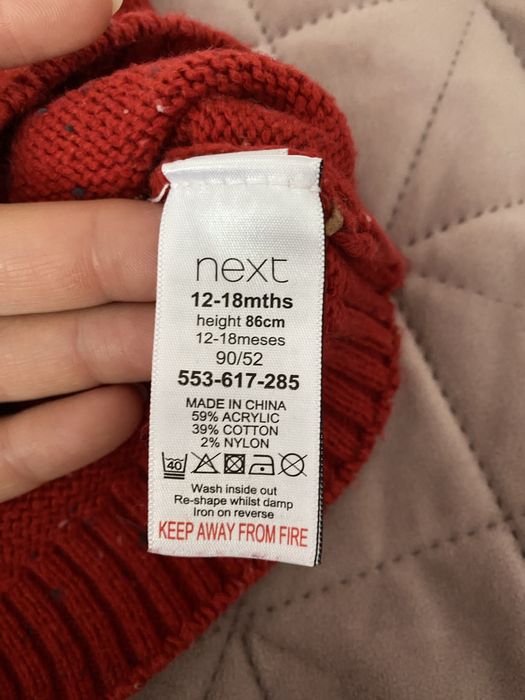 next
12-18mths
height 86cm
12-18meses
90/52
553-617-285
MADE IN CHINA
59% ACRYLIC
39% COTTON
2% NYLON
40
Wash inside out
Re-shape whilst damp
Iron on reverse
KEEP AWAY FROM FIRE